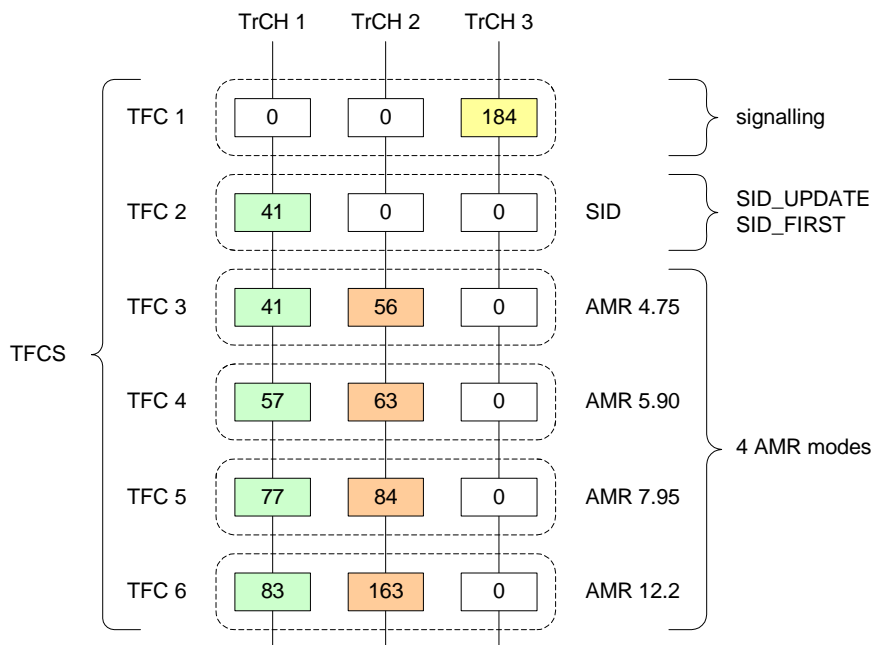 TrCH 1 TrCH 2 TrCH 3
TFC 1 0 0 184 signalling
TFC 2 41 0 0 SID SID_UPDATE
SID_FIRST
TFC 3 41 56 0 AMR 4.75
TFCS
TFC 4 57 63 0 AMR 5.90
4 AMR modes
TFC 5 77 84 0 AMR 7.95
TFC 6 83 163 0 AMR 12.2